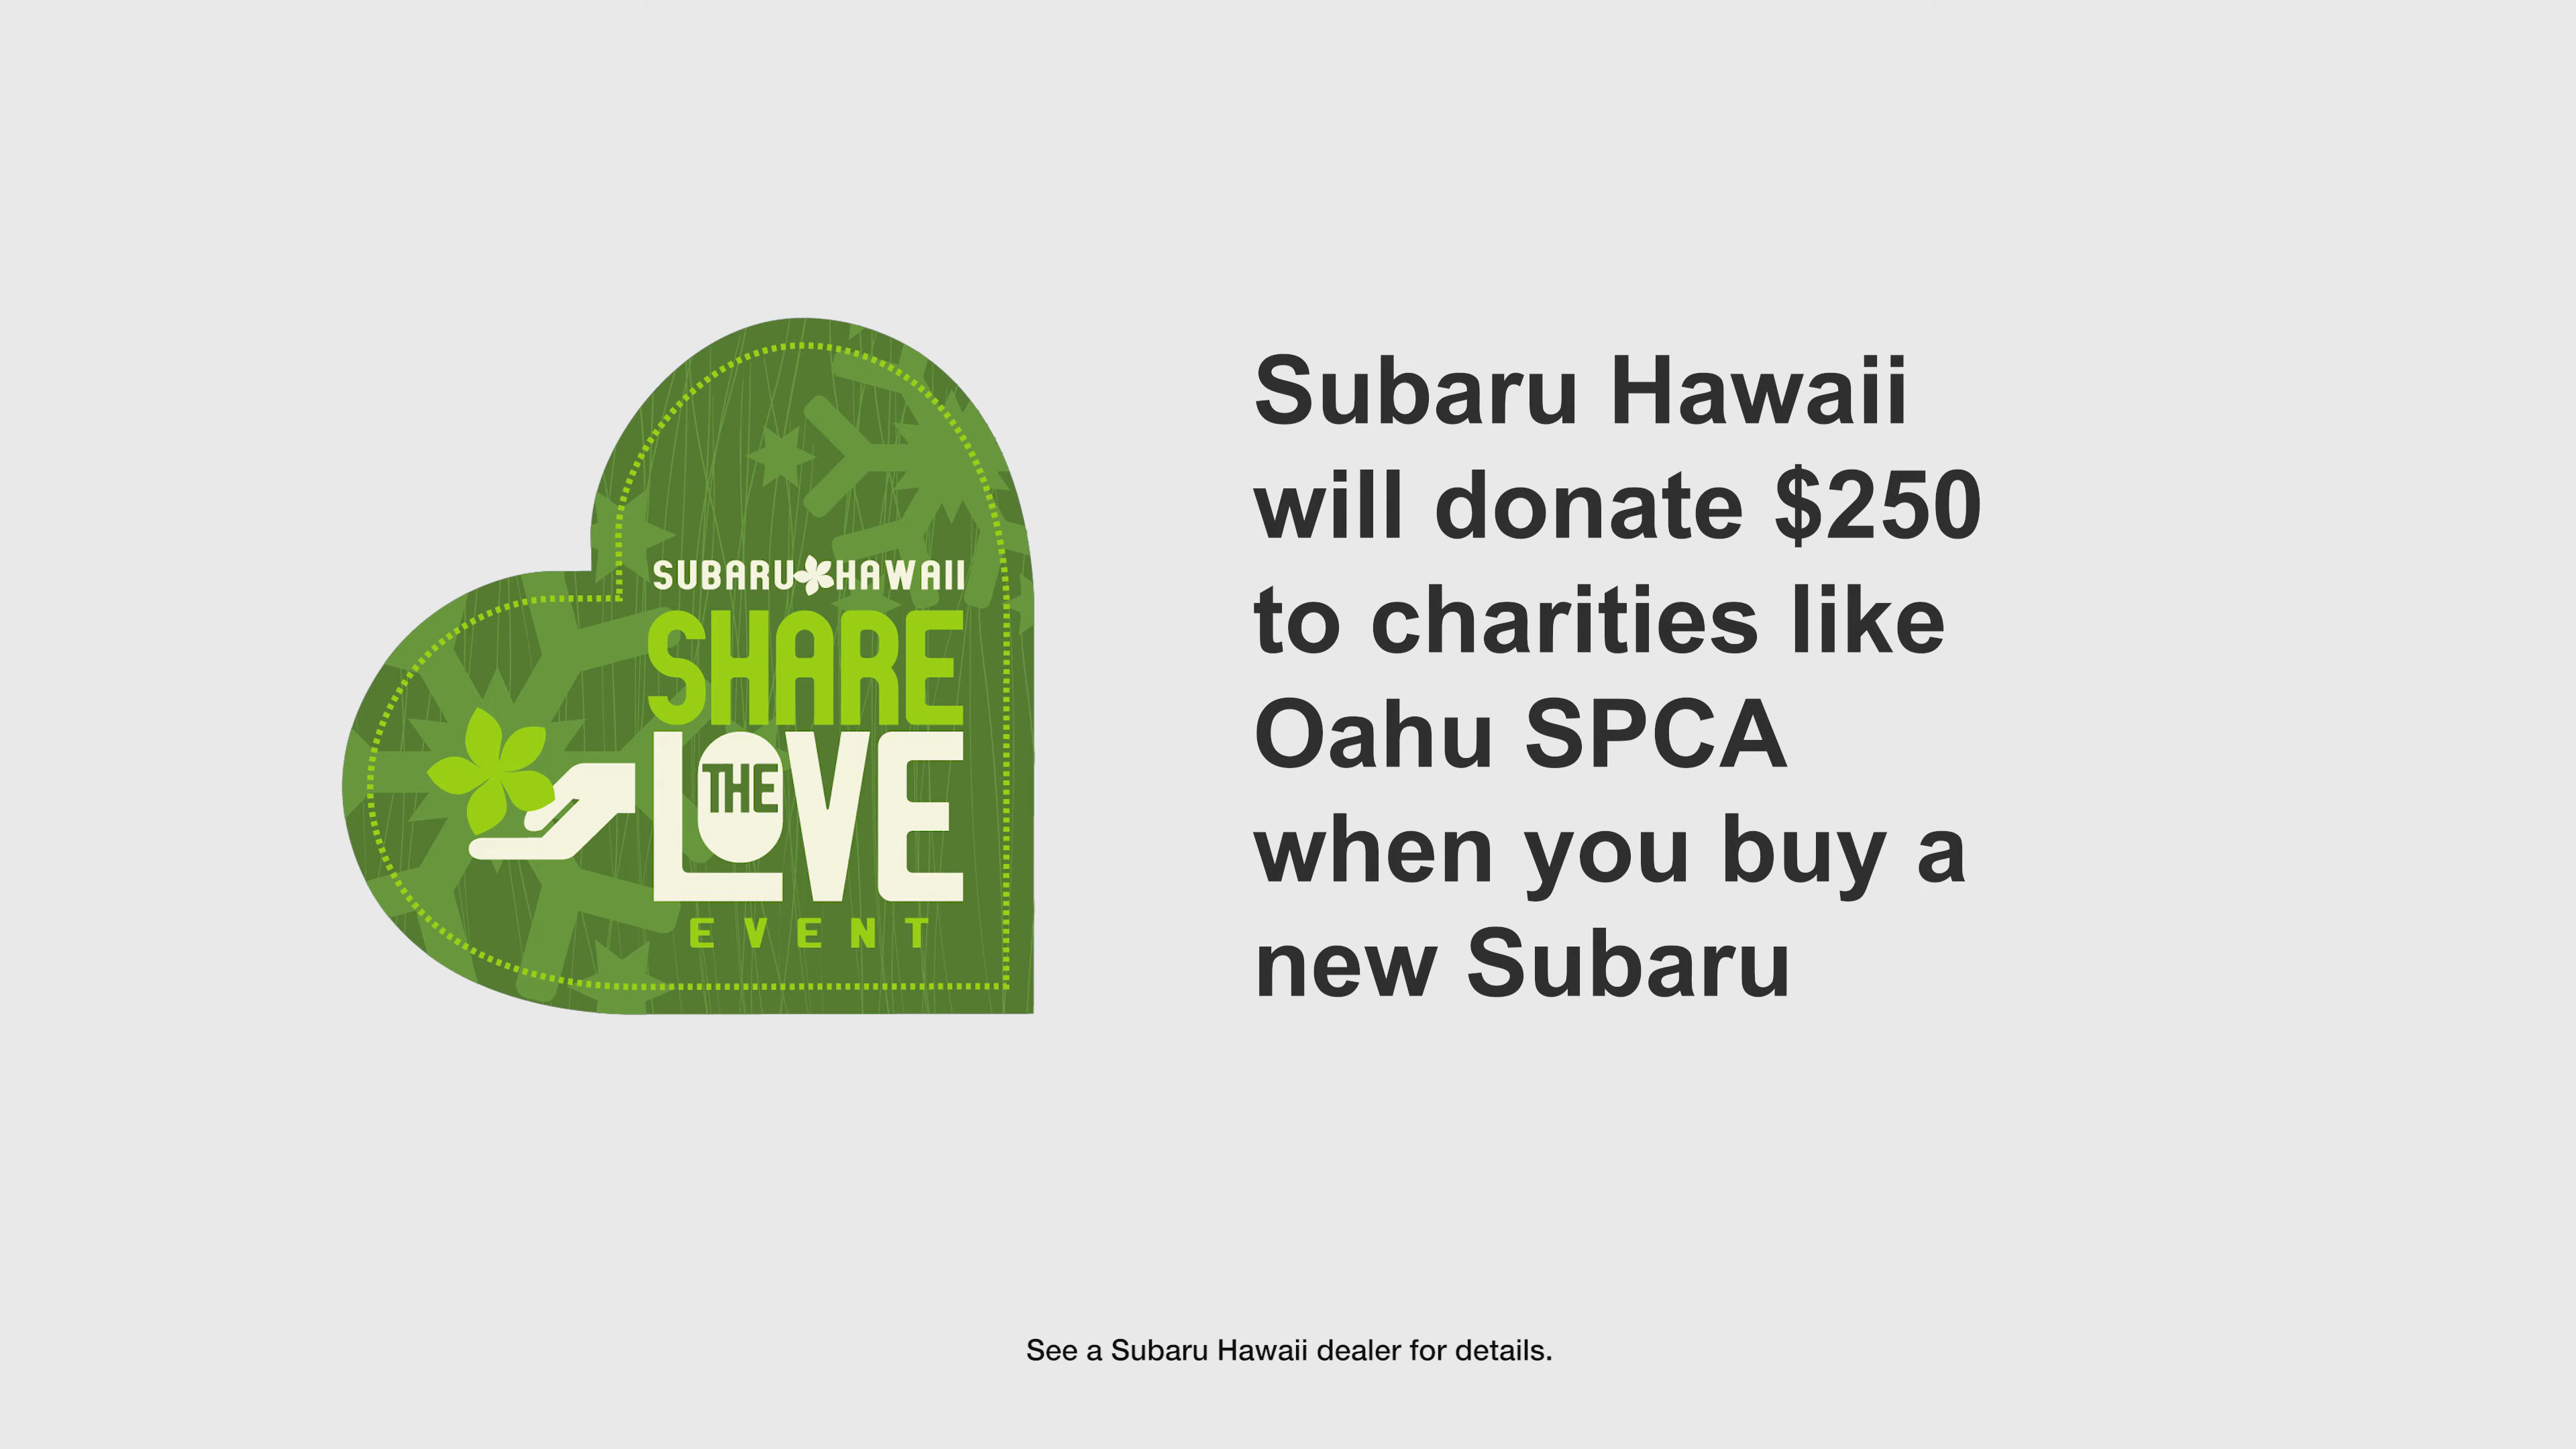 SUBARU HAWAII
SHARE
THE
LOVE
EVENT
Subaru Hawaii
will donate $250
to charities like
Oahu SPCA
when you buy a
new Subaru
See a Subaru Hawaii dealer for details.